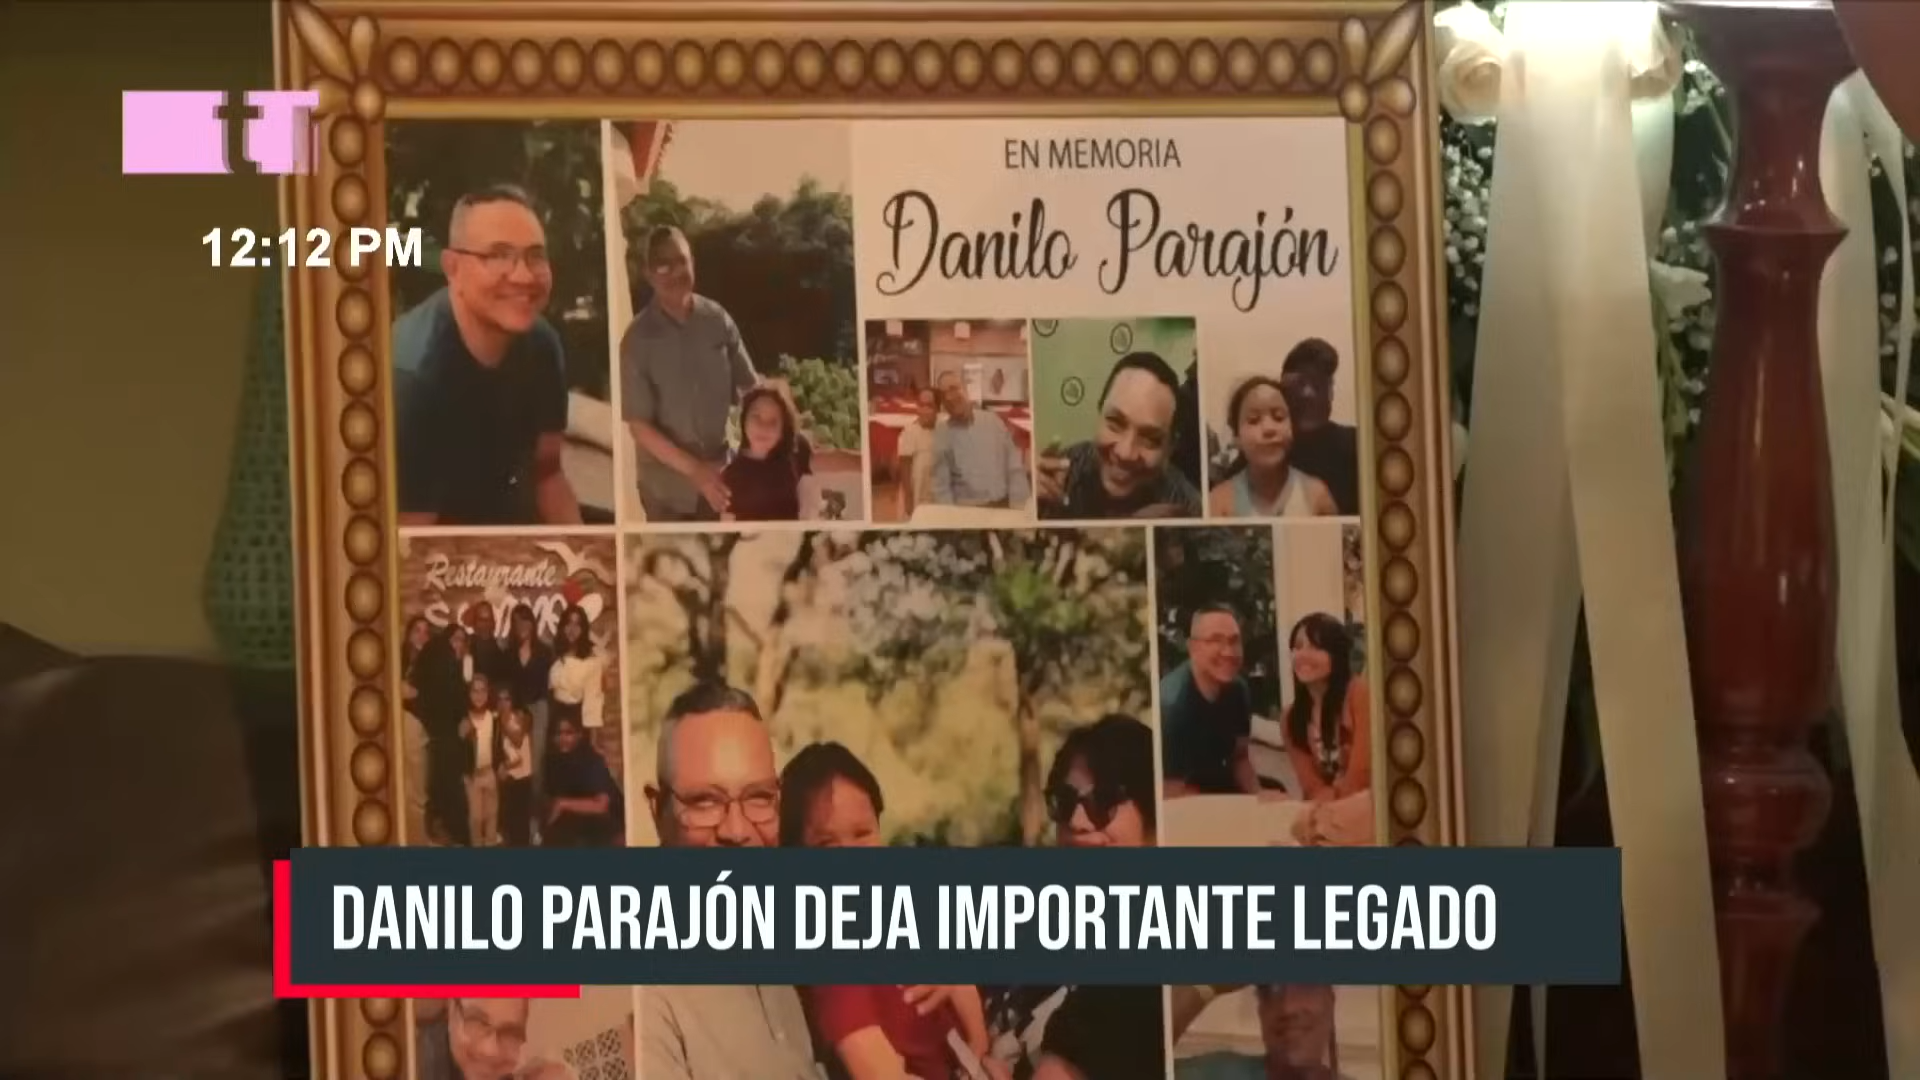 12:12 PM
EN MEMORIA
Danilo Parajón
Restaurante
DANILO PARAJÓN DEJA IMPORTANTE LEGADO